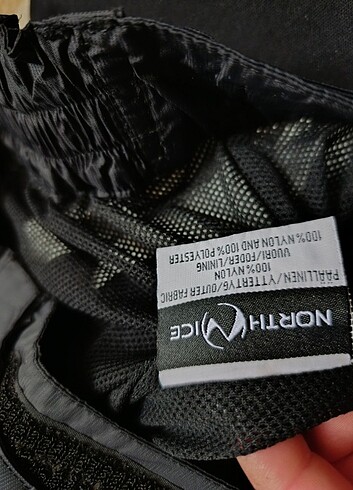 NORTH N ICE
PÄÄLLINEN/YTTERTYG/OUTER FABRIC
100% NYLON
VUORI/FODER/LINING
100% NYLON AND 100% POLYESTER